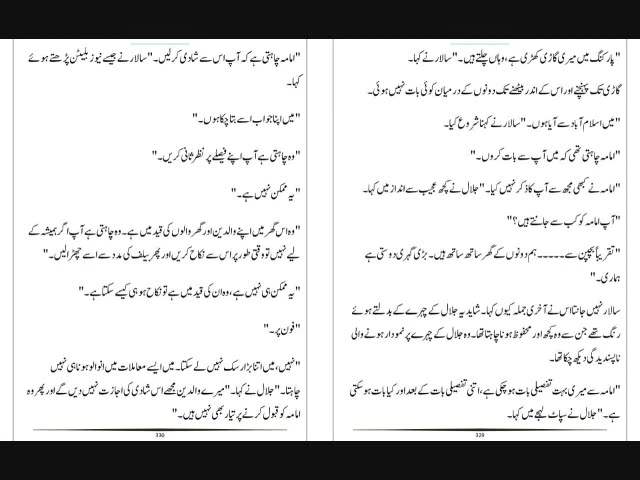 "پارکنگ میں میری گاڑی کھڑی ہے، وہاں چلتے ہیں۔" سالار نے کہا۔
گاڑی تک پہنچنے اور اس کے اندر بیٹھنے تک دونوں کے درمیان کوئی بات نہیں ہوئی۔
"میں اسلام آباد سے آیا ہوں۔" سالار نے کہنا شروع کیا۔
"امامہ چاہتی تھی کہ میں آپ سے بات کروں۔"
"امامہ نے کبھی مجھ سے آپ کا ذکر نہیں کیا۔" جلال نے کچھ عجیب سے انداز میں کہا۔
"آپ امامہ کو کب سے جانتے ہیں؟"
"تقریباً بچپن سے ۔۔۔۔۔ ہم دونوں کے گھر ساتھ ساتھ ہیں۔ بڑی گہری دوستی ہے
ہماری۔"
سالار نہیں جانتا اس نے آخری جملہ کیوں کہا۔ شاید یہ جلال کے چہرے کے بدلتے ہوئے
رنگ تھے جن سے وہ کچھ اور محفوظ ہونا چاہتا تھا۔ وہ جلال کے چہرے پر نمودار ہونے والی
ناپسندیدگی دیکھ چکا تھا۔
"امامہ سے میری بہت تفصیلی بات ہو چکی ہے، اتنی تفصیلی بات کے بعد اور کیا بات ہو سکتی
ہے۔" جلال نے سپاٹ لہجے میں کہا۔
329
"امامہ چاہتی ہے کہ آپ اس سے شادی کر لیں۔" سالار نے جیسے نیوز بلیٹن پڑھتے ہوئے
کہا۔
"میں اپنا جواب اسے بتا چکا ہوں۔"
"وہ چاہتی ہے آپ اپنے فیصلے پر نظر ثانی کریں۔"
"یہ ممکن نہیں ہے۔"
"وہ اس گھر میں اپنے والدین اور گھر والوں کی قید میں ہے۔ وہ چاہتی ہے آپ اگر ہمیشہ کے
لیے نہیں تو وقتی طور پر اس سے نکاح کریں اور پھر بیلف کی مدد سے اسے چھڑا لیں۔"
"یہ ممکن ہی نہیں ہے، وہ ان کی قید میں ہے تو نکاح ہو ہی کیسے سکتا ہے۔"
"فون پر۔"
"نہیں، میں اتنا بڑا رسک نہیں لے سکتا۔ میں ایسے معاملات میں انوالو ہونا ہی نہیں
چاہتا۔" جلال نے کہا۔ "میرے والدین مجھے اس شادی کی اجازت نہیں دیں گے اور پھر وہ
امامہ کو قبول کرنے پر تیار بھی نہیں ہیں۔"
330